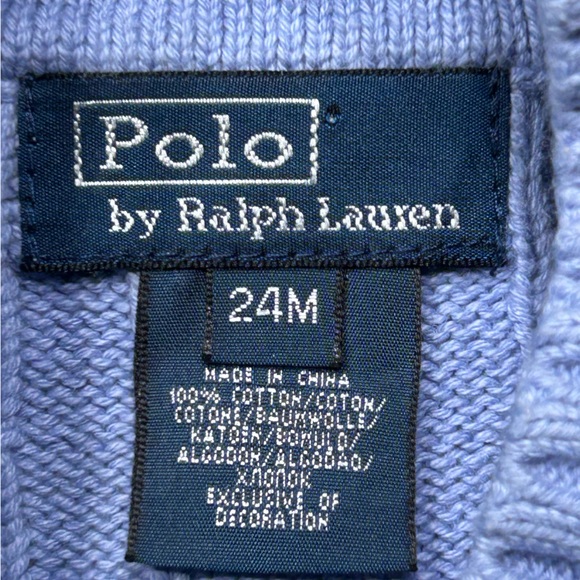 Polo
by Ralph Lauren
24M
MADE IN CHINA
100% COTTON/COTON/
COTONE/BAUMWOLLE/
KATOEN/BOMULD/
ALGODON/ALGODAO/
ХЛОПОК
EXCLUSIVE OF
DECORATION